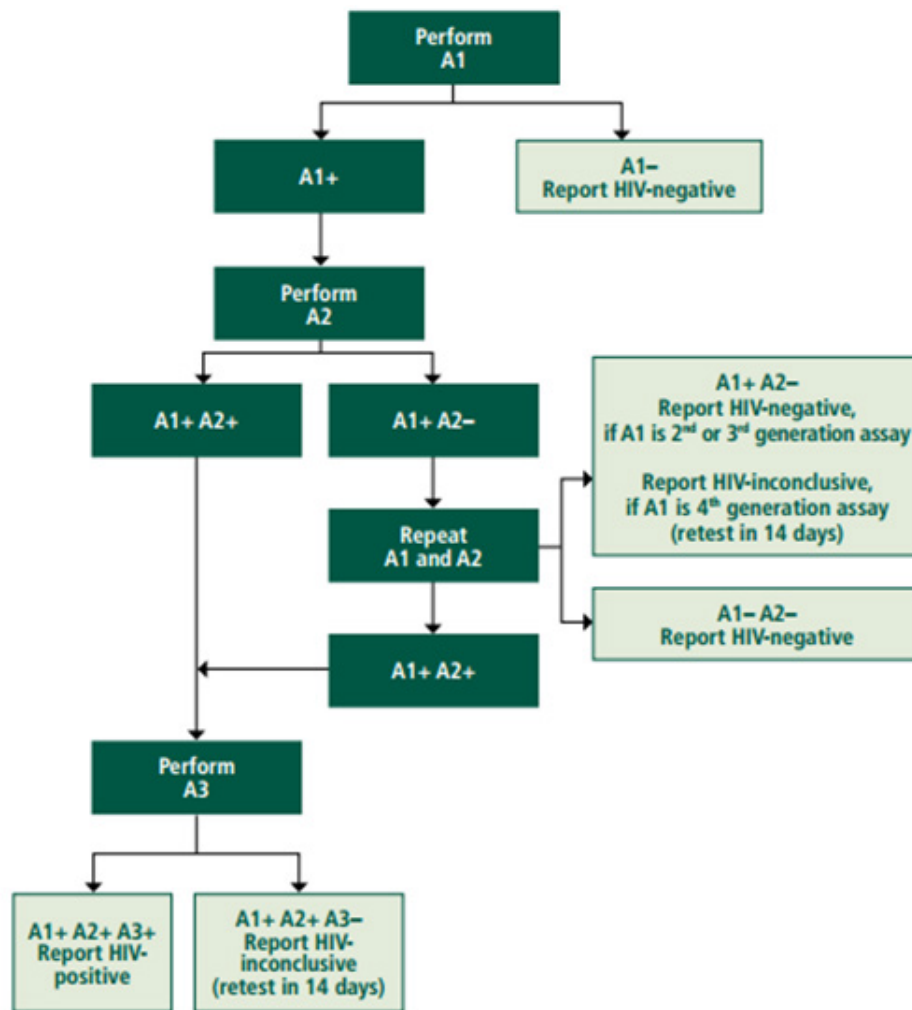 Perform
A1
A1+
A1–
Report HIV-negative
Perform
A2
A1+ A2+
A1+ A2–
A1+ A2–
Report HIV-negative,
if A1 is 2nd or 3rd generation assay
Report HIV-inconclusive,
if A1 is 4th generation assay
(retest in 14 days)
Repeat
A1 and A2
A1– A2–
Report HIV-negative
A1+ A2+
Perform
A3
A1+ A2+ A3+
Report HIV-
positive
A1+ A2+ A3–
Report HIV-
inconclusive
(retest in 14 days)